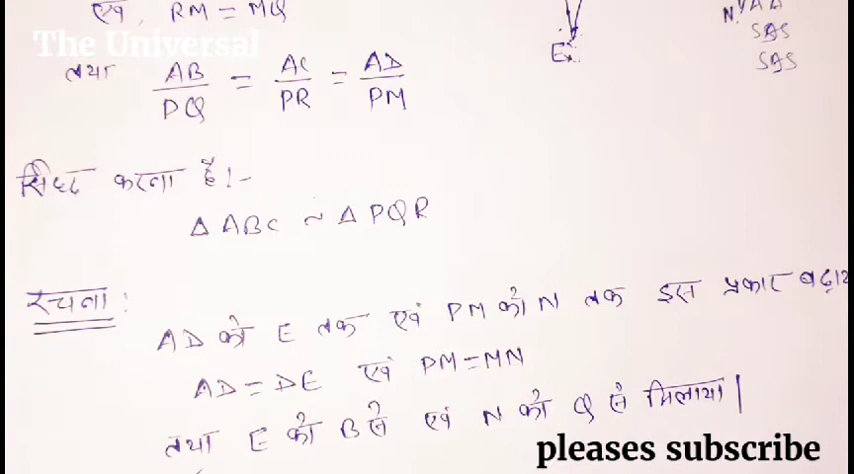 एवं, RM = MQ
The Universal
तथा AB/PQ = AC/PR = AD/PM
E
N
SAS
SAS
सिध्द करना है।-
Δ ABC ~ Δ PQR
रचना :
AD को E तक एवं PM को N तक इस प्रकार बढ़ाय
AD = DE एवं PM = MN
तथा E को B से एवं N को Q से मिलाया |
pleases subscribe